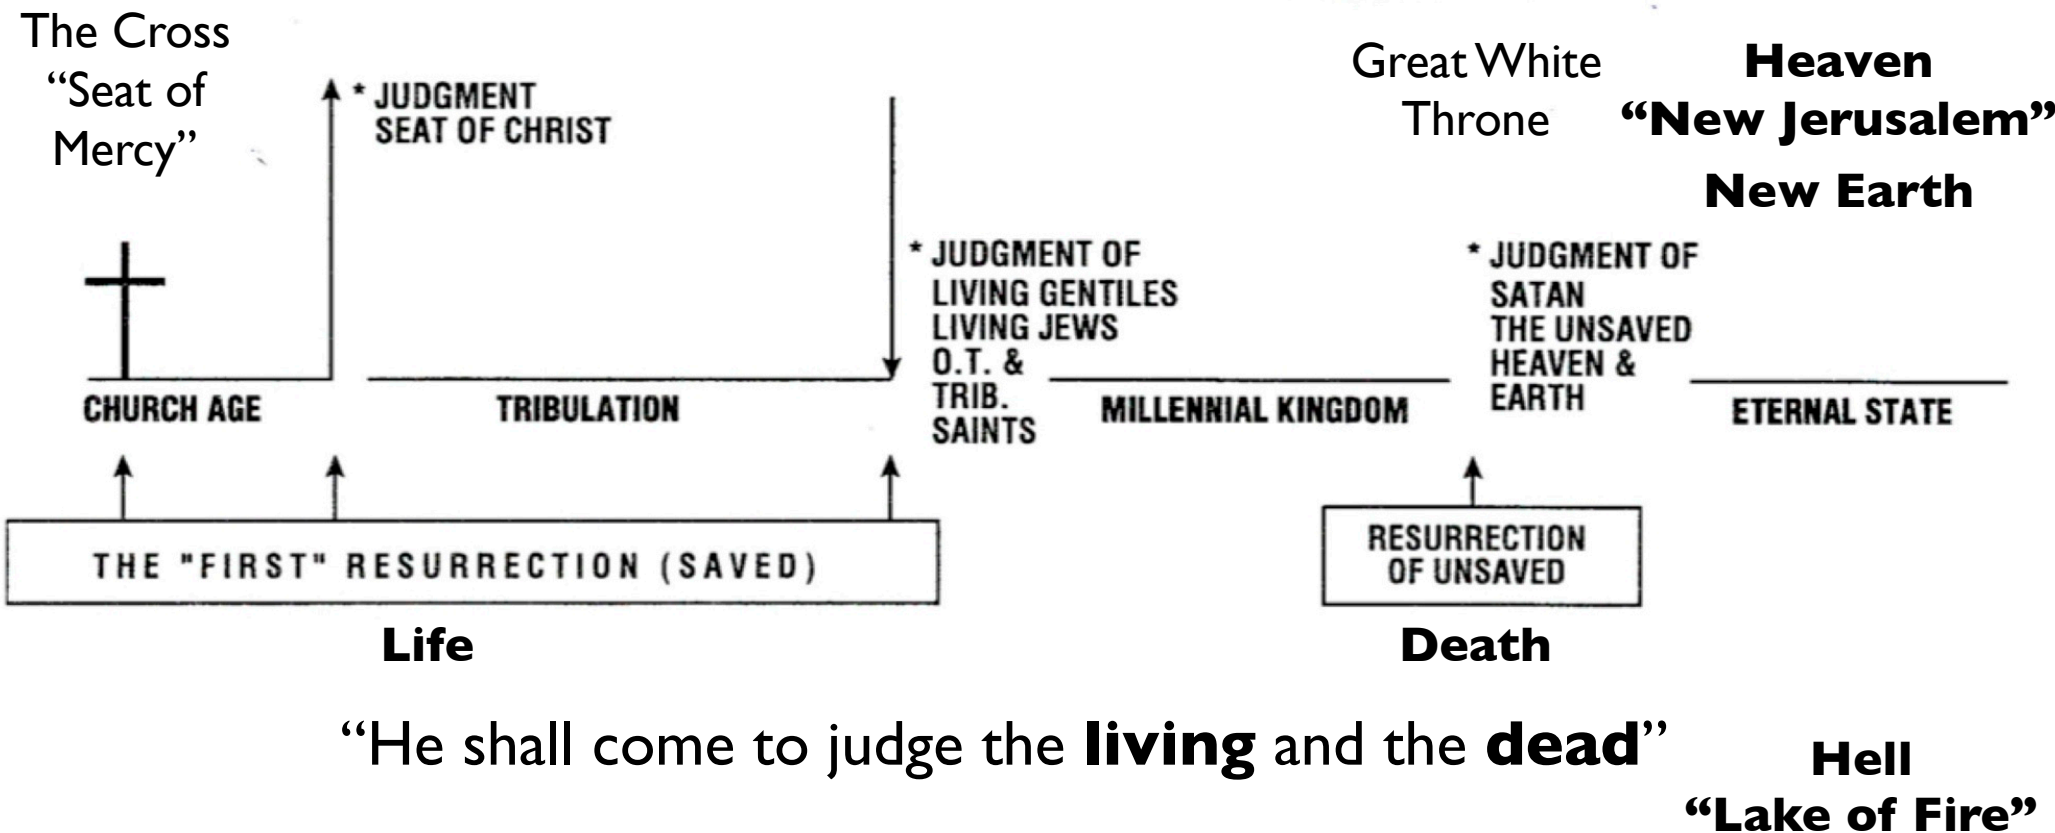 The Cross
“Seat of
Mercy”
* JUDGMENT
SEAT OF CHRIST
Great White
Throne
Heaven
“New Jerusalem”
New Earth
* JUDGMENT OF
LIVING GENTILES
LIVING JEWS
O.T. &
TRIB.
SAINTS
* JUDGMENT OF
SATAN
THE UNSAVED
HEAVEN &
EARTH
CHURCH AGE
TRIBULATION
MILLENNIAL KINGDOM
ETERNAL STATE
THE "FIRST" RESURRECTION (SAVED)
RESURRECTION
OF UNSAVED
Life
Death
“He shall come to judge the living and the dead”
Hell
“Lake of Fire”